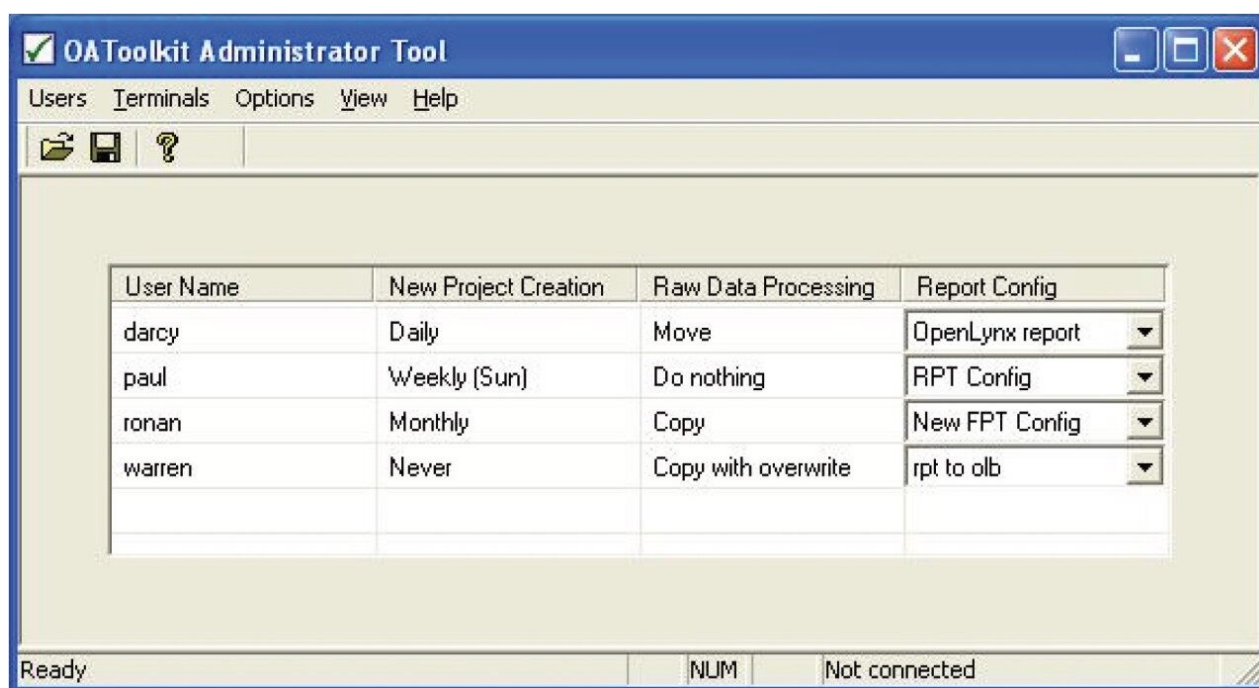 OAToolkit Administrator Tool
Users Terminals Options View Help
User Name New Project Creation Raw Data Processing Report Config
darcy Daily Move OpenLynx report
paul Weekly (Sun) Do nothing RPT Config
ronan Monthly Copy New FPT Config
warren Never Copy with overwrite rpt to olb
Ready NUM Not connected